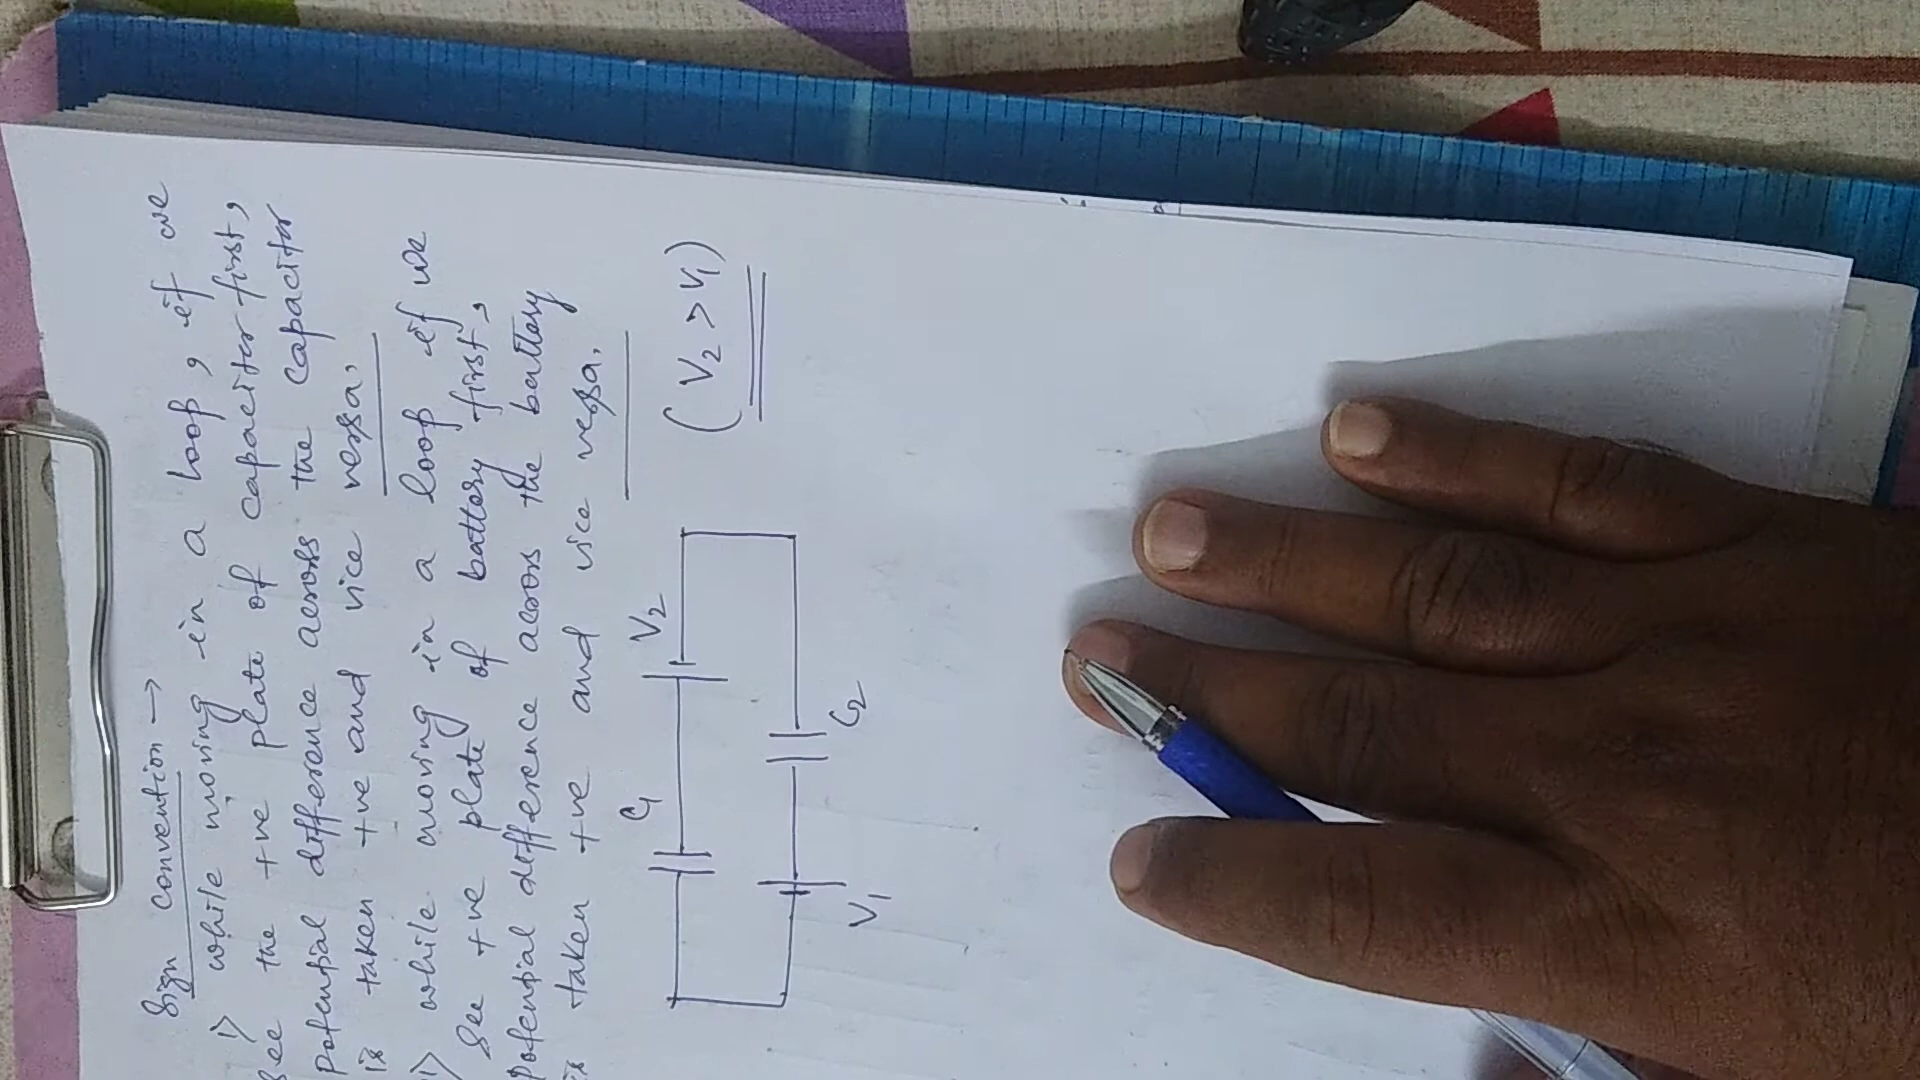 Sign convention →
i> while moving in a loop, if we
see the +ve plate of capacitor first,
potential difference across the capacitor
is taken +ve and vice versa.
while moving in a loop if we
see +ve plate of battery first,
potential difference across the battery
is taken +ve and vice versa.
C1 V2
(V2 > V1)
V1 C2